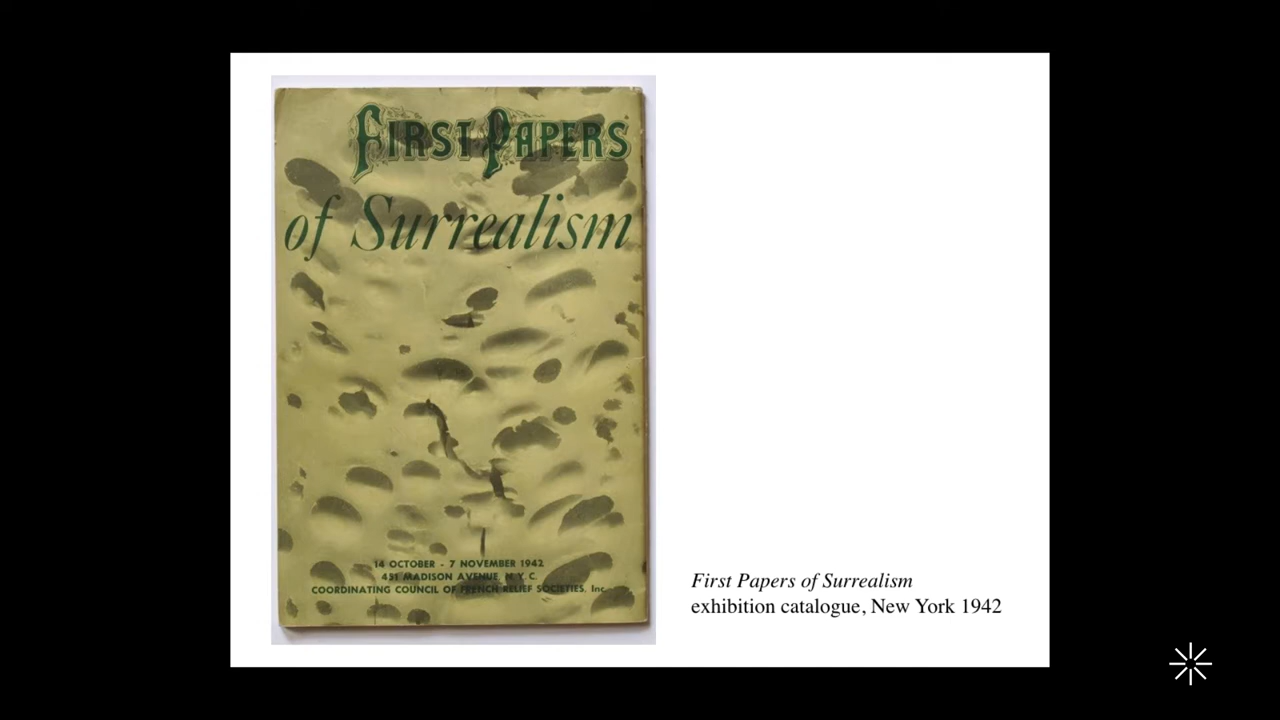 FIRST PAPERS
of Surrealism
14 OCTOBER - 7 NOVEMBER 1942
451 MADISON AVENUE, N.Y.C.
COORDINATING COUNCIL OF FRENCH RELIEF SOCIETIES, Inc.
First Papers of Surrealism
exhibition catalogue, New York 1942